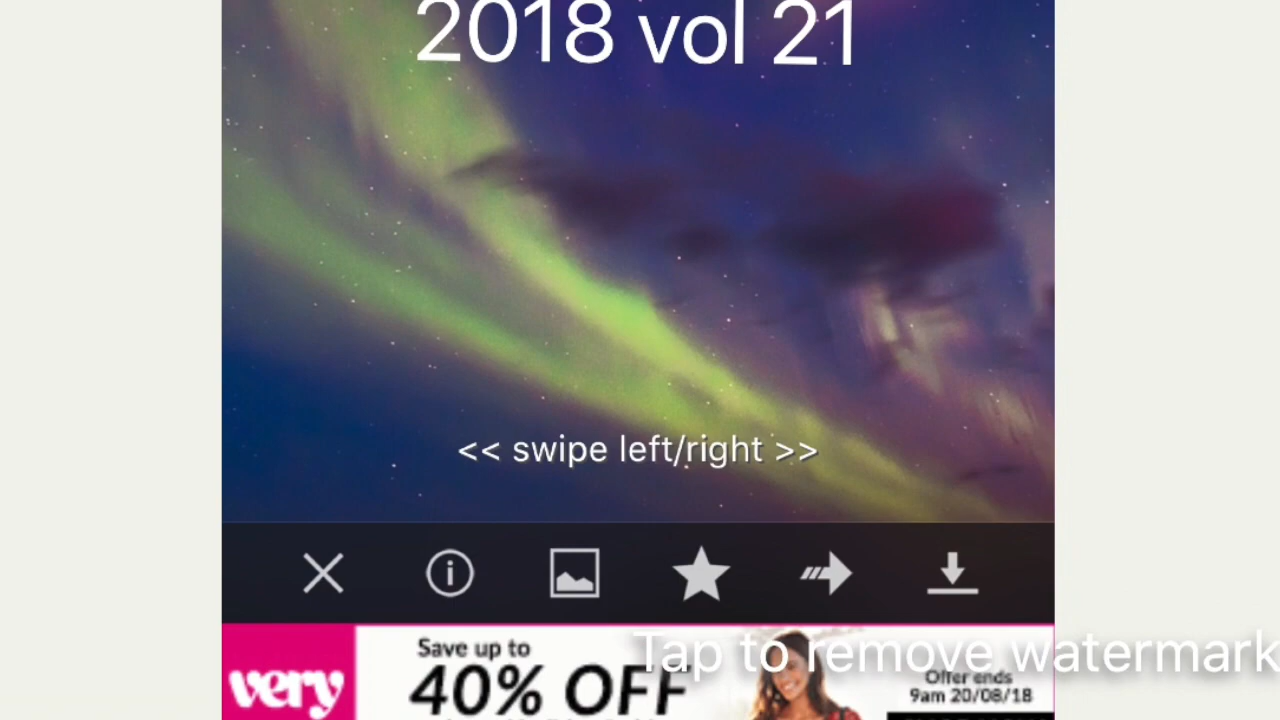 2018 vol 21
<< swipe left/right >>
Tap to remove watermark
very
Save up to
40% OFF
Offer ends
9am 20/08/18